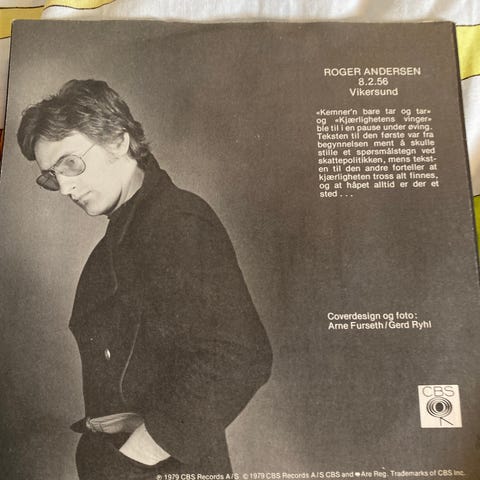 ROGER ANDERSEN
8.2.56
Vikersund
«Kemner'n bare tar og tar»
og «Kjærlighetens vinger»
ble til i en pause under øving.
Teksten til den første var fra
begynnelsen ment å skulle
stille et spørsmålstegn ved
skattepolitikken, mens tekst-
en til den andre forteller at
kjærligheten tross alt finnes,
og at håpet alltid er der et
sted . . .
Coverdesign og foto:
Arne Furseth/Gerd Ryhl
CBS
℗ 1979 CBS Records A/S © 1979 CBS Records A/S CBS and Are Reg. Trademarks of CBS Inc.